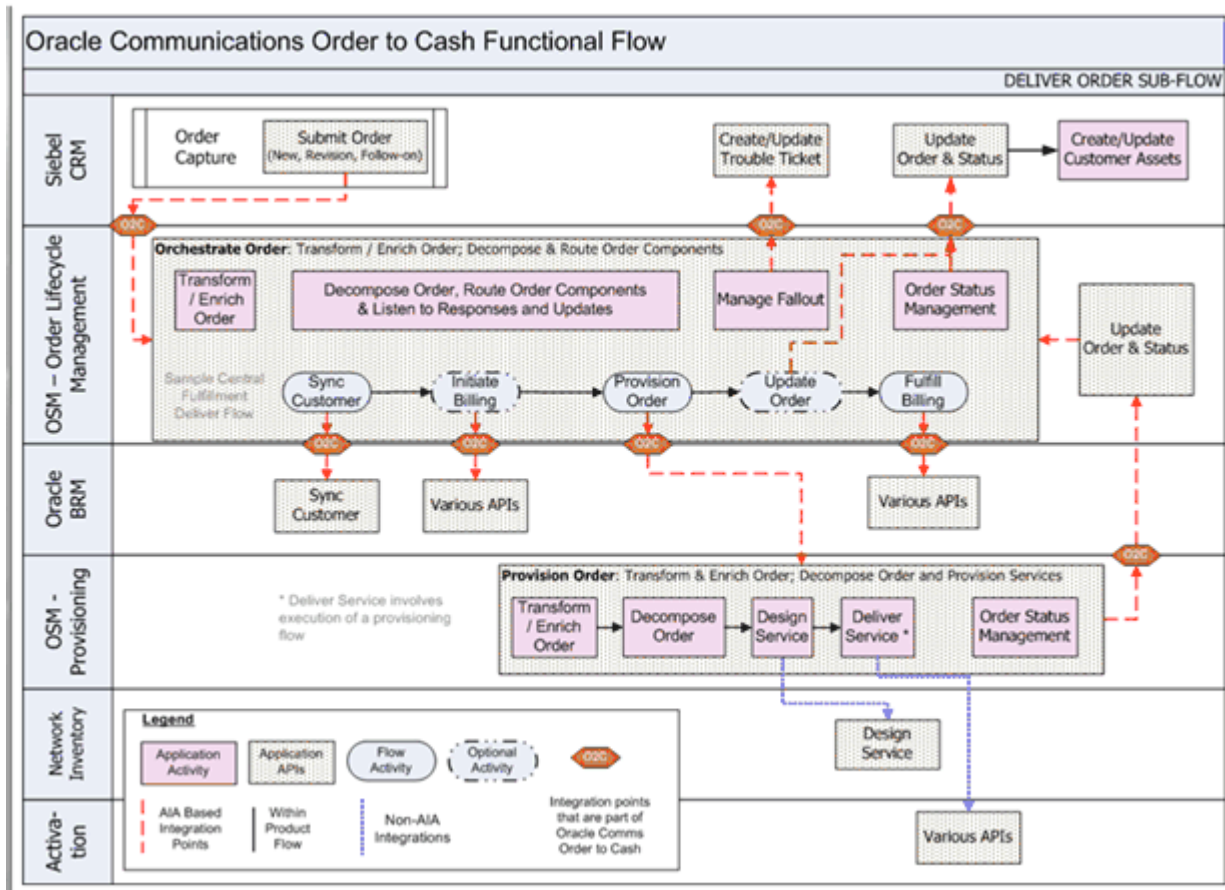 Oracle Communications Order to Cash Functional Flow
DELIVER ORDER SUB-FLOW
Siebel
CRM
Order
Capture
Submit Order
(New, Revision, Follow-on)
Create/Update
Trouble Ticket
Update
Order & Status
Create/Update
Customer Assets
O2C
O2C
O2C
OSM – Order Lifecycle
Management
Orchestrate Order: Transform / Enrich Order; Decompose & Route Order Components
Transform
/ Enrich
Order
Decompose Order, Route Order Components
& Listen to Responses and Updates
Manage Fallout
Order Status
Management
Update
Order & Status
Sample Central
Fulfillment
Deliver Flow
Sync
Customer
Initiate
Billing
Provision
Order
Update
Order
Fulfill
Billing
O2C
O2C
O2C
O2C
Oracle
BRM
Sync
Customer
Various APIs
Various APIs
O2C
OSM -
Provisioning
* Deliver Service involves
execution of a provisioning
flow
Provision Order: Transform & Enrich Order; Decompose Order and Provision Services
Transform
/ Enrich
Order
Decompose
Order
Design
Service
Deliver
Service *
Order Status
Management
Network
Inventory
Design
Service
Activa-
tion
Various APIs
Legend
Application
Activity
Application
APIs
Flow
Activity
Optional
Activity
O2C
AIA Based
Integration
Points
Within
Product
Flow
Non-AIA
Integrations
Integration points
that are part of
Oracle Comms
Order to Cash